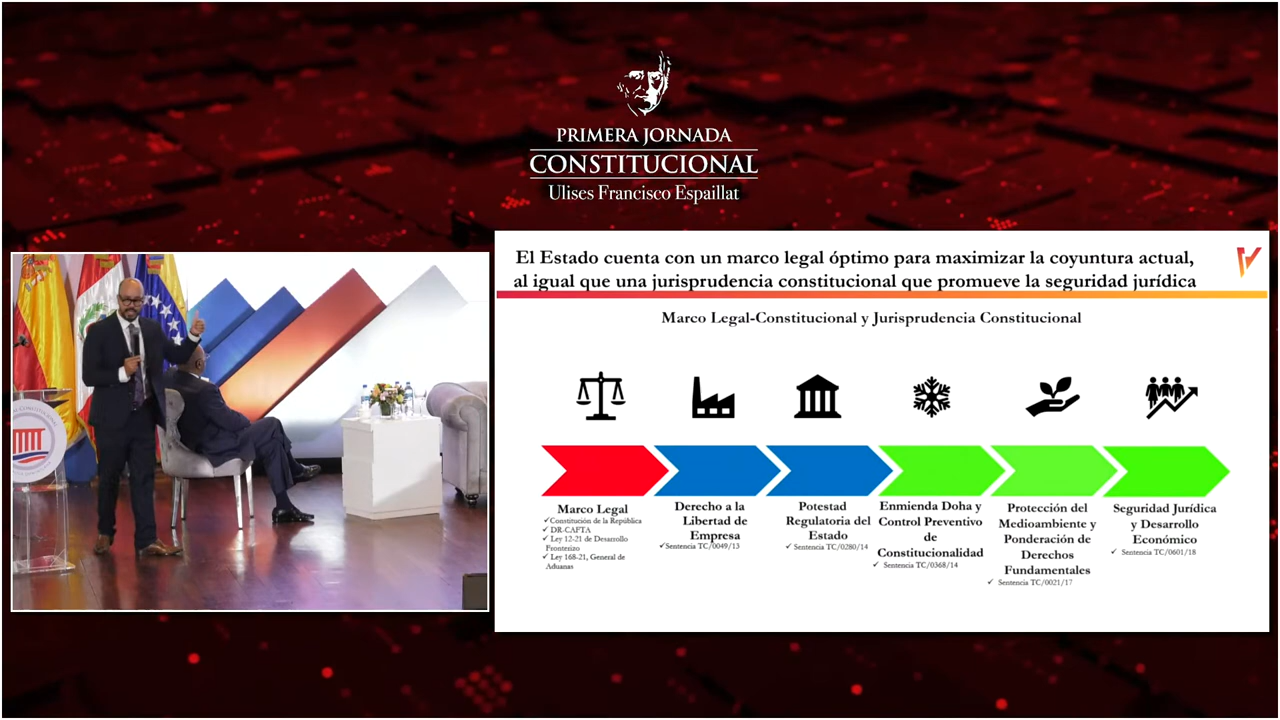 PRIMERA JORNADA
CONSTITUCIONAL
Ulises Francisco Espaillat
El Estado cuenta con un marco legal óptimo para maximizar la coyuntura actual,
al igual que una jurisprudencia constitucional que promueve la seguridad jurídica
Marco Legal-Constitucional y Jurisprudencia Constitucional
Marco Legal
✓Constitución de la República
✓ DR-CAFTA
✓ Ley 12-21 de Desarrollo
Fronterizo
✓ Ley 168-21, General de
Aduanas
Derecho a la
Libertad de
Empresa
✓Sentencia TC/0049/13
Potestad
Regulatoria del
Estado
✓ Sentencia TC/0280/14
Enmienda Doha y
Control Preventivo
de
Constitucionalidad
✓ Sentencia TC/0368/14
Protección del
Medioambiente y
Ponderación de
Derechos
Fundamentales
✓ Sentencia TC/0021/17
Seguridad Jurídica
y Desarrollo
Económico
✓ Sentencia TC/0601/18